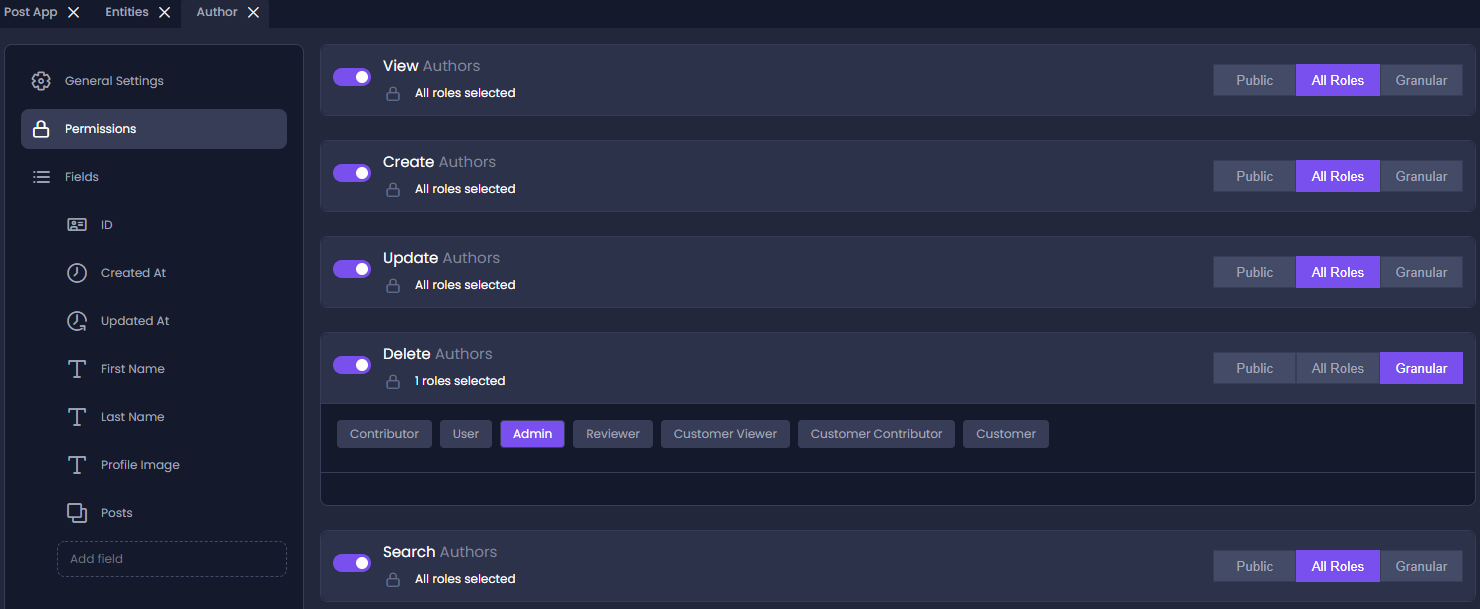 Post App Entities Author
General Settings
Permissions
Fields
ID
Created At
Updated At
First Name
Last Name
Profile Image
Posts
Add field
View Authors
All roles selected
Public All Roles Granular
Create Authors
All roles selected
Public All Roles Granular
Update Authors
All roles selected
Public All Roles Granular
Delete Authors
1 roles selected
Public All Roles Granular
Contributor User Admin Reviewer Customer Viewer Customer Contributor Customer
Search Authors
All roles selected
Public All Roles Granular